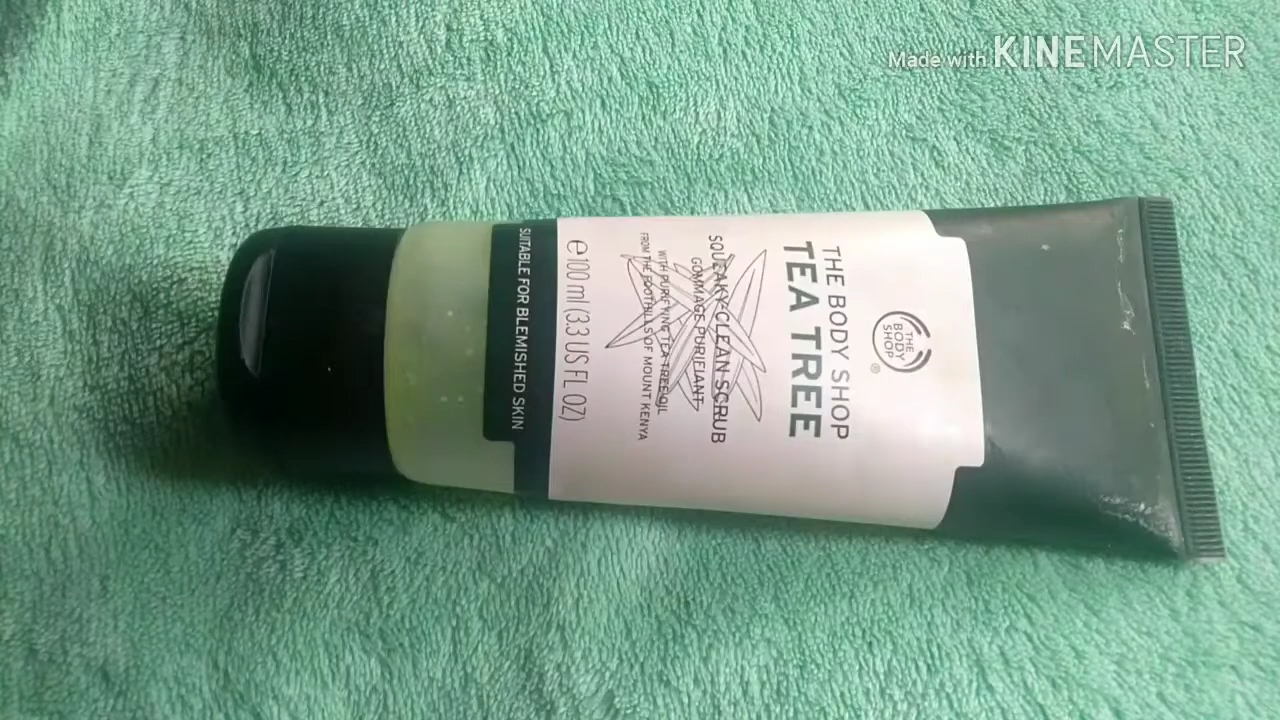 Made with KINEMASTER
THE
BODY
SHOP
®
THE BODY SHOP
TEA TREE
SQUEAKY-CLEAN SCRUB
GOMMAGE PURIFIANT
WITH PURIFYING TEA TREE OIL
FROM THE FOOTHILLS OF MOUNT KENYA
e100 ml (3.3 US FL OZ)
SUITABLE FOR BLEMISHED SKIN